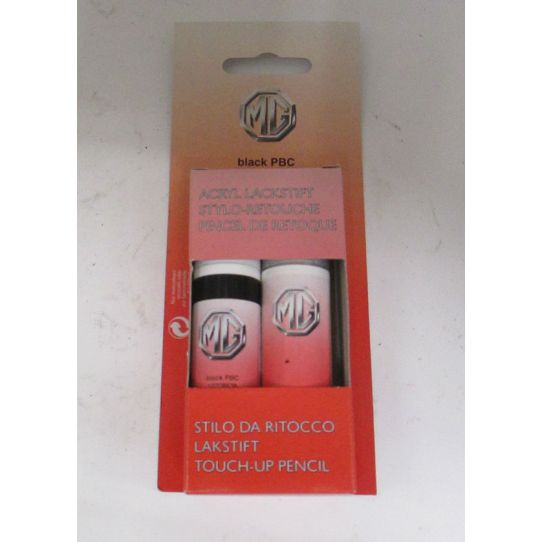 MG
black PBC
ACRYL LACKSTIFT
STYLO-RETOUCHE
PINCEL DE RETOQUE
MG
MG
black PBC
STILO DA RITOCCO
LAKSTIFT
TOUCH-UP PENCIL